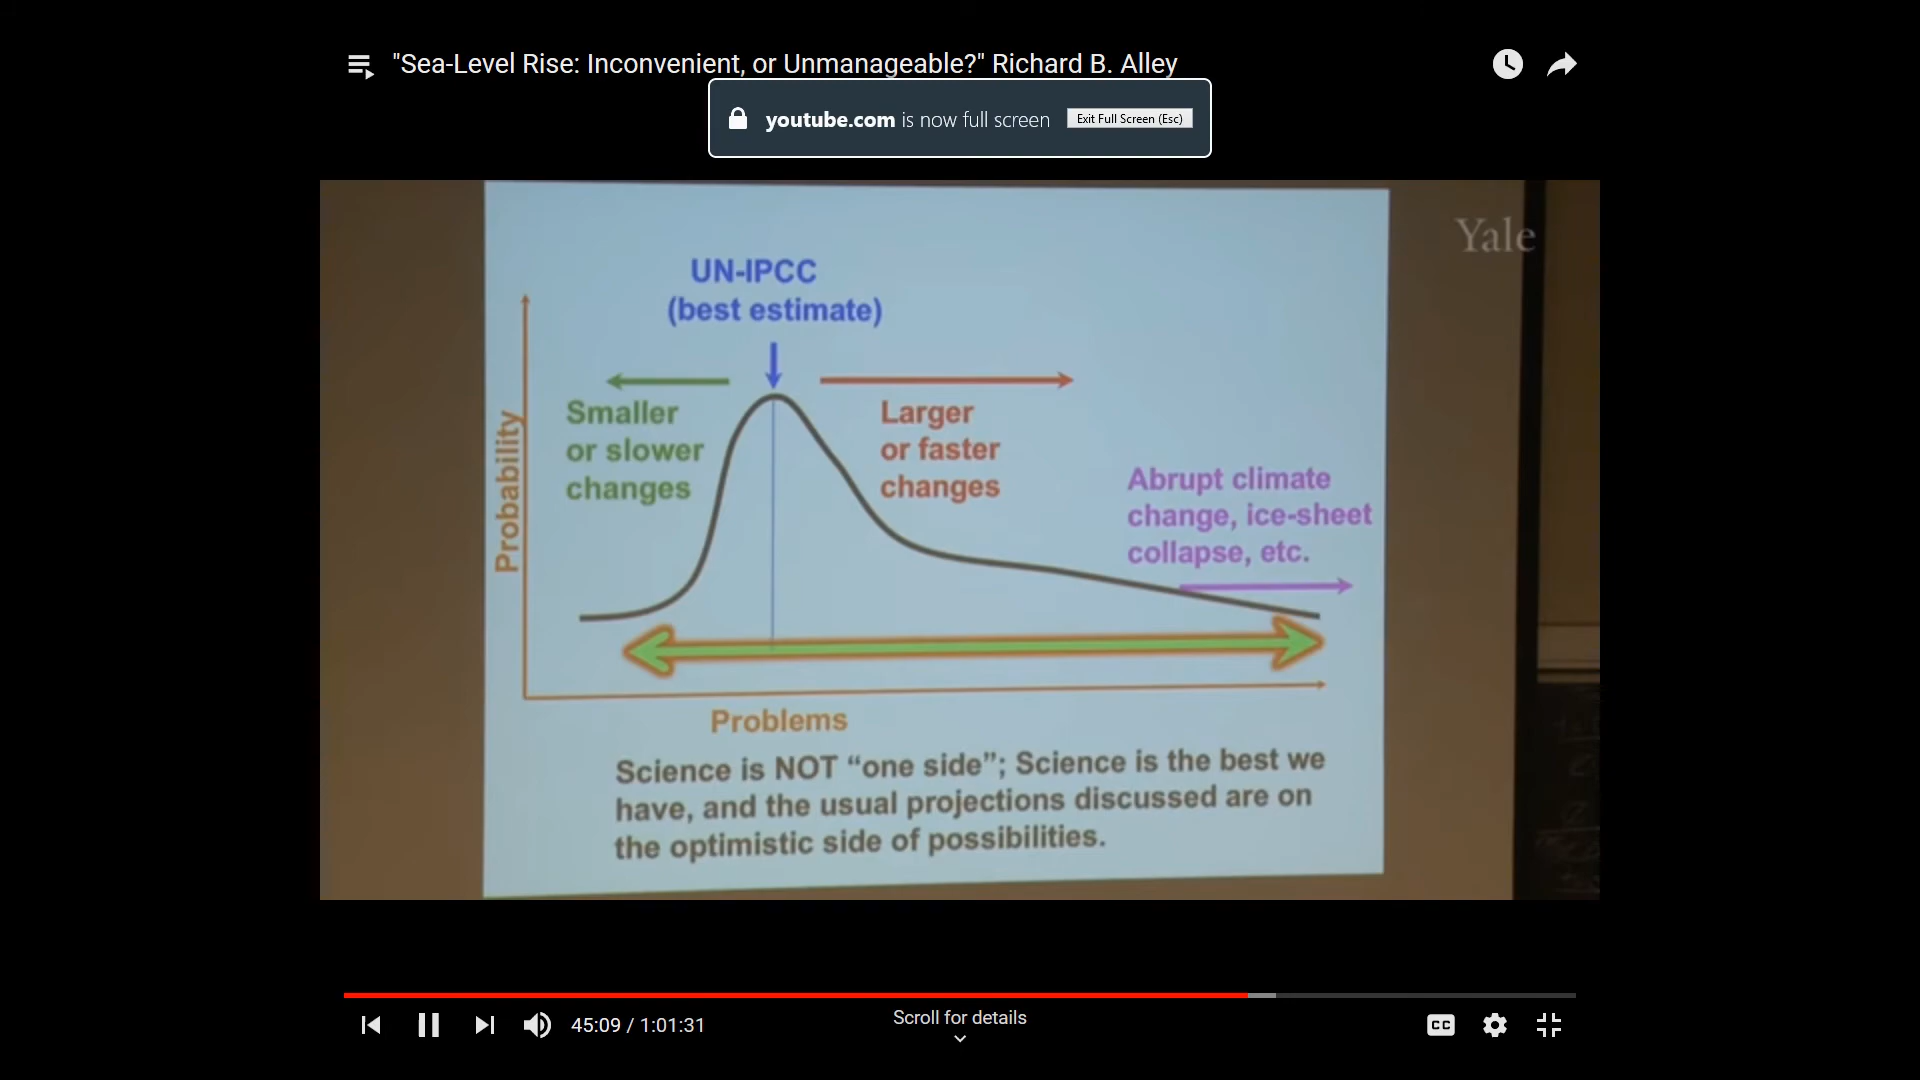 "Sea-Level Rise: Inconvenient, or Unmanageable?" Richard B. Alley
youtube.com is now full screen
Exit Full Screen (Esc)
Yale
UN-IPCC
(best estimate)
Smaller
or slower
changes
Larger
or faster
changes
Abrupt climate
change, ice-sheet
collapse, etc.
Probability
Problems
Science is NOT “one side”; Science is the best we
have, and the usual projections discussed are on
the optimistic side of possibilities.
45:09 / 1:01:31
Scroll for details
CC